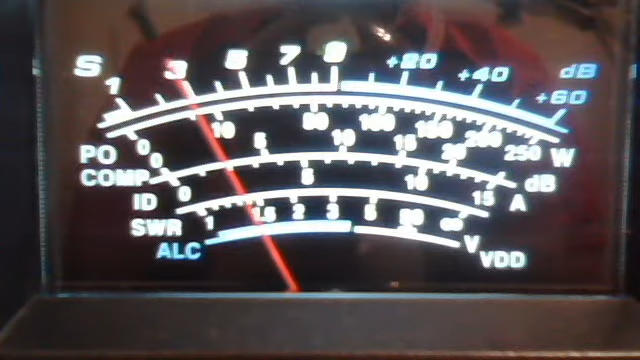 S 1 3 5 7 9 +20 +40 +60 dB
PO 0 10 50 100 150 200 250 W
COMP 0 5 10 15 20 dB
ID 0 5 10 15 A
SWR 1 1.5 2 3 5 ∞
ALC V
VDD